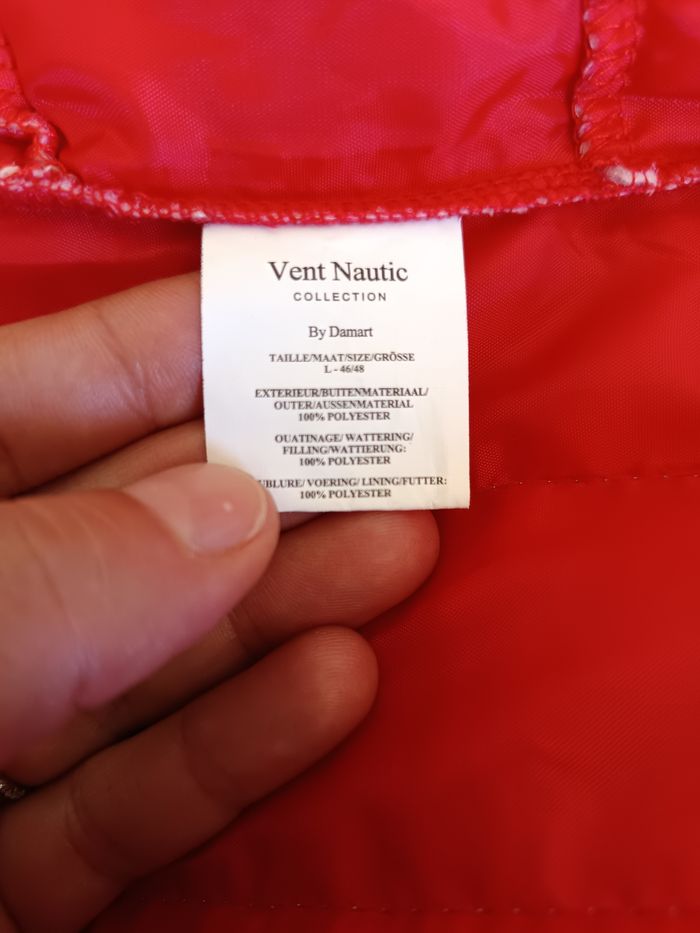 Vent Nautic
COLLECTION
By Damart
TAILLE/MAAT/SIZE/GRÖSSE
L - 46/48
EXTERIEUR/BUITENMATERIAAL/
OUTER/AUSSENMATERIAL
100% POLYESTER
OUATINAGE/ WATTERING/
FILLING/WATTIERUNG:
100% POLYESTER
VOERING/ LINING/FUTTER:
100% POLYESTER